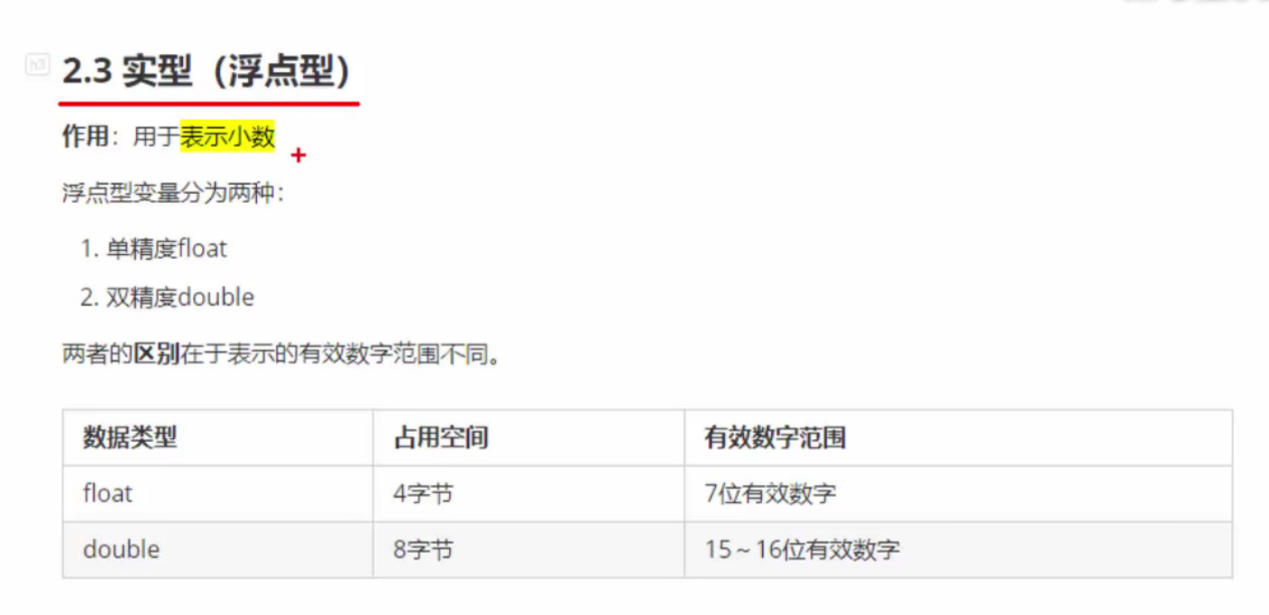 h3
2.3 实型（浮点型）
作用：用于表示小数
浮点型变量分为两种：
1. 单精度float
2. 双精度double
两者的区别在于表示的有效数字范围不同。
数据类型 占用空间 有效数字范围
float 4字节 7位有效数字
double 8字节 15～16位有效数字